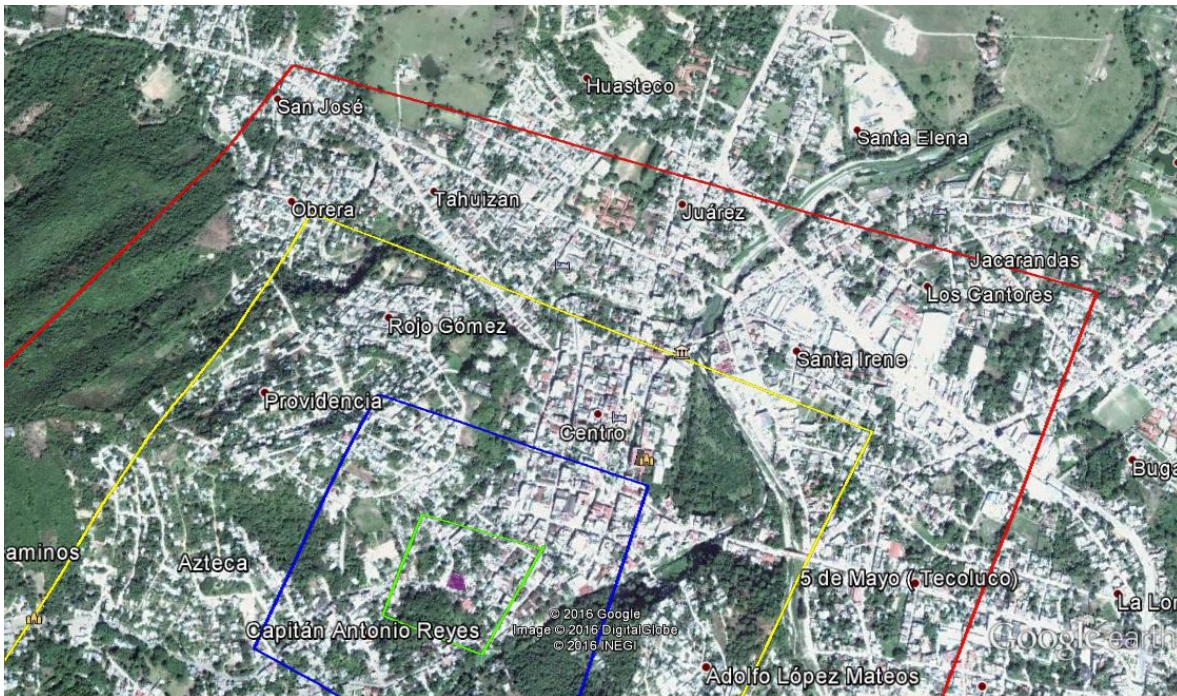 Huasteco
San José
Santa Elena
Tahuizan
Obrera
Juárez
Jacarandas
Los Cantores
Rojo Gómez
Santa Irene
Providencia
Centro
Buga
aminos
Azteca
5 de Mayo ( Tecoluco)
La Lon
© 2016 Google
Image © 2016 DigitalGlobe
© 2016 INEGI
Capitán Antonio Reyes
Google earth
Adolfo López Mateos